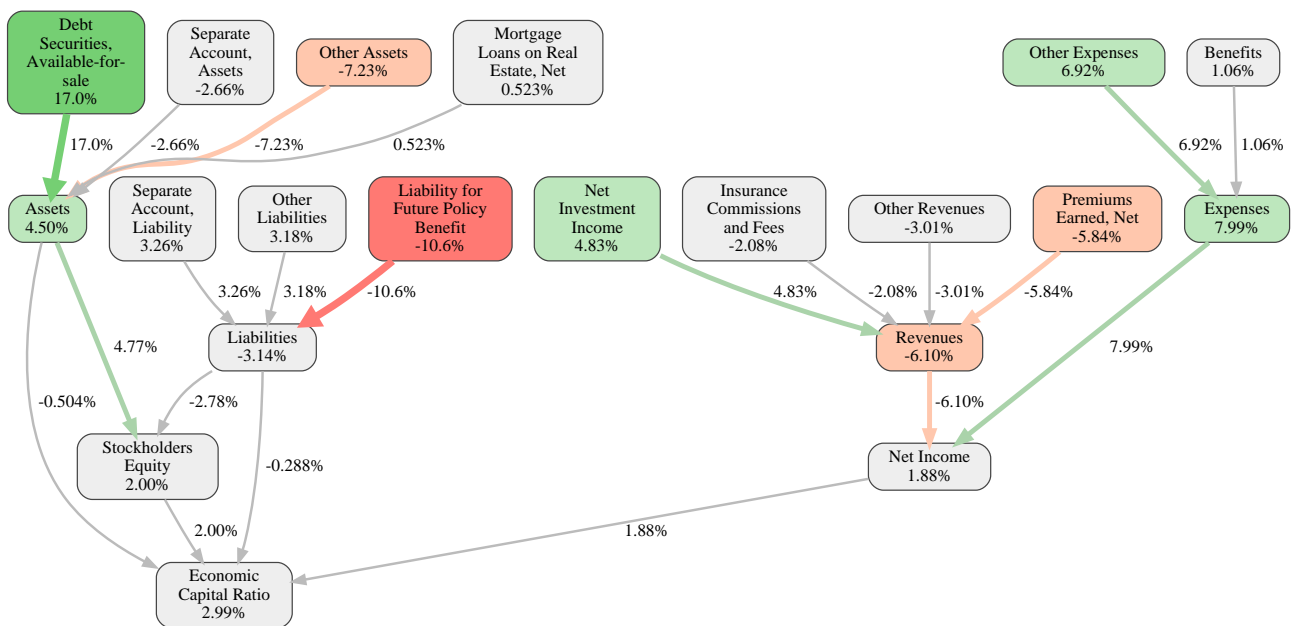 Debt
Securities,
Available-for-
sale
17.0%
Separate
Account,
Assets
-2.66%
Other Assets
-7.23%
Mortgage
Loans on Real
Estate, Net
0.523%
Other Expenses
6.92%
Benefits
1.06%
17.0%
-2.66%
-7.23%
0.523%
6.92%
1.06%
Assets
4.50%
Separate
Account,
Liability
3.26%
Other
Liabilities
3.18%
Liability for
Future Policy
Benefit
-10.6%
Net
Investment
Income
4.83%
Insurance
Commissions
and Fees
-2.08%
Other Revenues
-3.01%
Premiums
Earned, Net
-5.84%
Expenses
7.99%
3.26%
3.18%
-10.6%
4.83%
-2.08%
-3.01%
-5.84%
4.77%
Liabilities
-3.14%
Revenues
-6.10%
7.99%
-0.504%
-2.78%
-6.10%
Stockholders
Equity
2.00%
-0.288%
Net Income
1.88%
2.00%
1.88%
Economic
Capital Ratio
2.99%